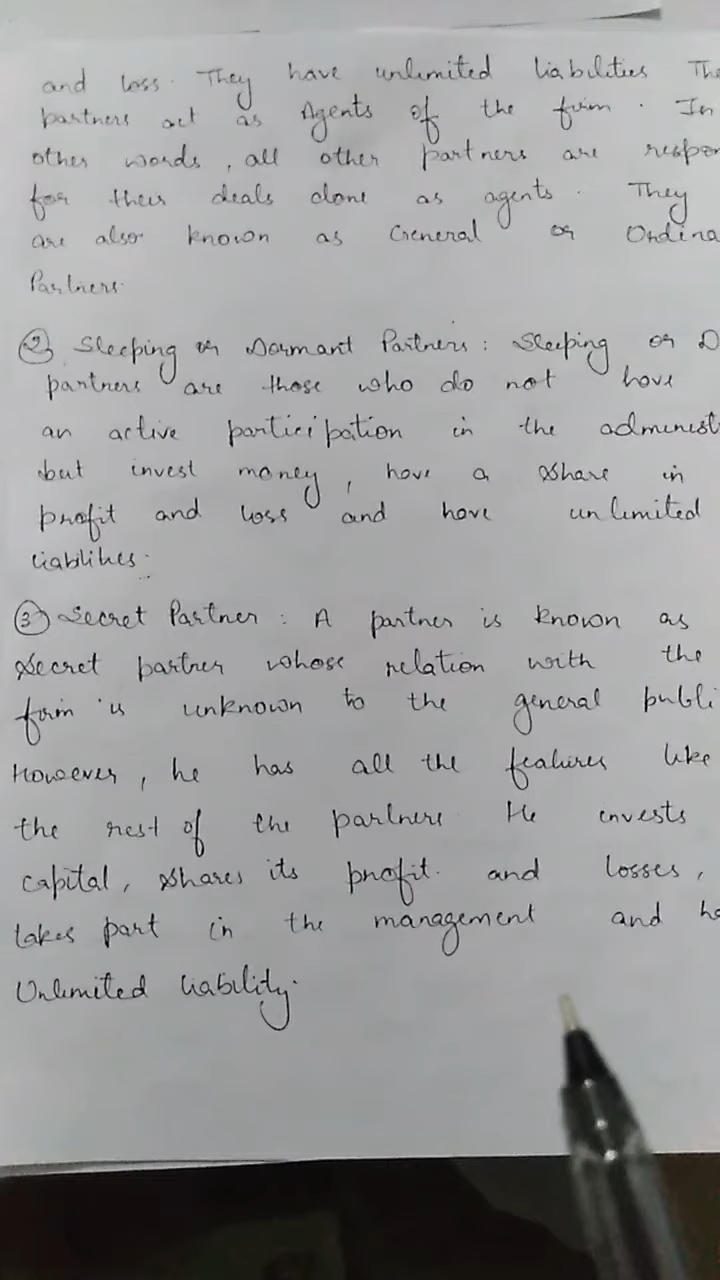 and loss. They have unlimited liabilities The
partners act as Agents of the firm. In
other words, all other partners are respon
for their deals done as agents. They
are also known as General or Ordina
Partners.
② Sleeping or Dormant Partners: Sleeping or D
partners are those who do not have
an active participation in the administ
but invest money, have a share in
profit and loss and have unlimited
liabilities.
③ Secret Partner: A partner is known as
secret partner whose relation with the
firm is unknown to the general publi
However, he has all the features like
the rest of the partners He invests
capital, shares its profit. and losses,
takes part in the management and ha
Unlimited liability.